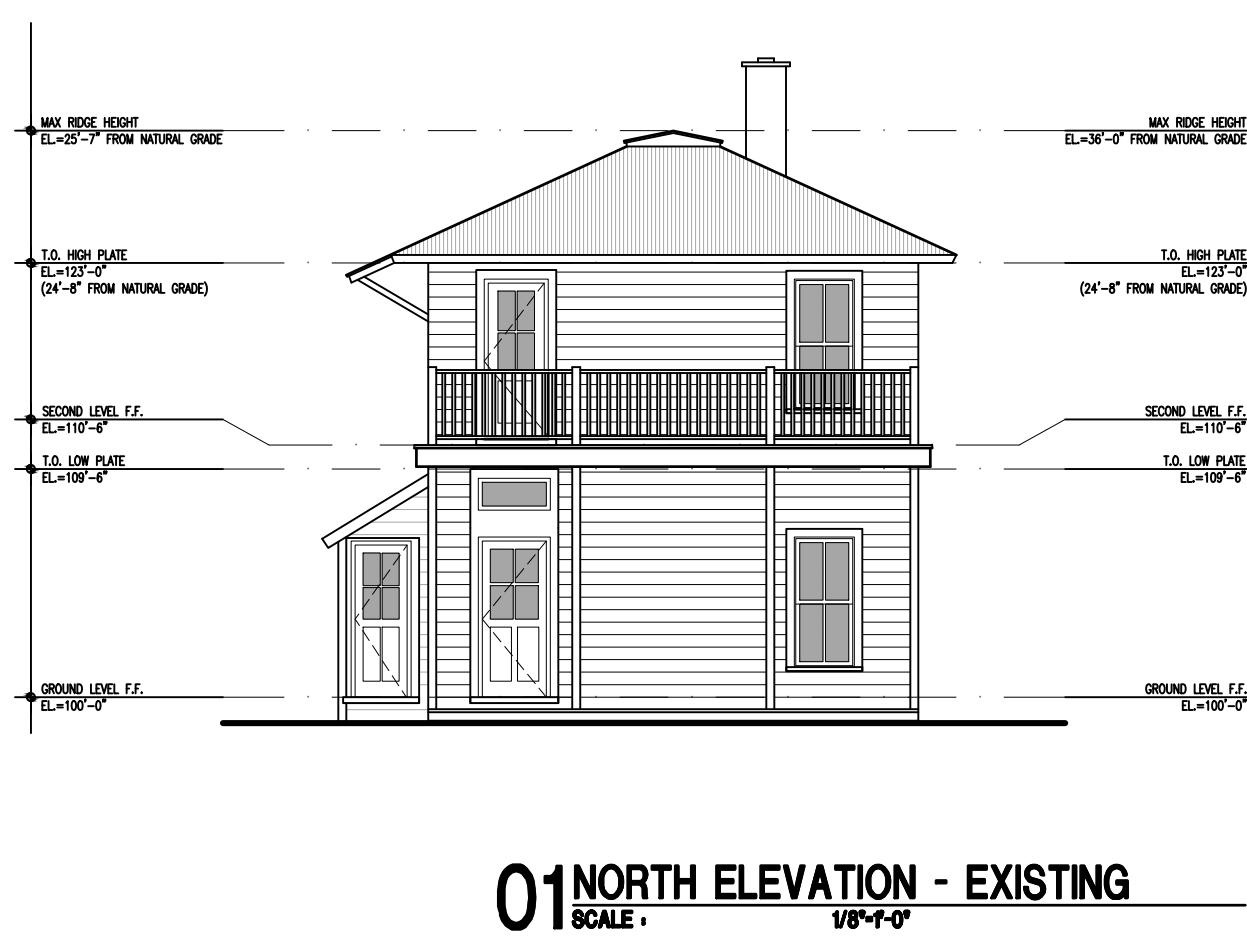 MAX RIDGE HEIGHT
EL.=25'-7" FROM NATURAL GRADE
MAX RIDGE HEIGHT
EL.=36'-0" FROM NATURAL GRADE
T.O. HIGH PLATE
EL.=123'-0"
(24'-8" FROM NATURAL GRADE)
T.O. HIGH PLATE
EL.=123'-0"
(24'-8" FROM NATURAL GRADE)
SECOND LEVEL F.F.
EL.=110'-6"
SECOND LEVEL F.F.
EL.=110'-6"
T.O. LOW PLATE
EL.=109'-6"
T.O. LOW PLATE
EL.=109'-6"
GROUND LEVEL F.F.
EL.=100'-0"
GROUND LEVEL F.F.
EL.=100'-0"
01 NORTH ELEVATION - EXISTING
SCALE : 1/8"=1'-0"